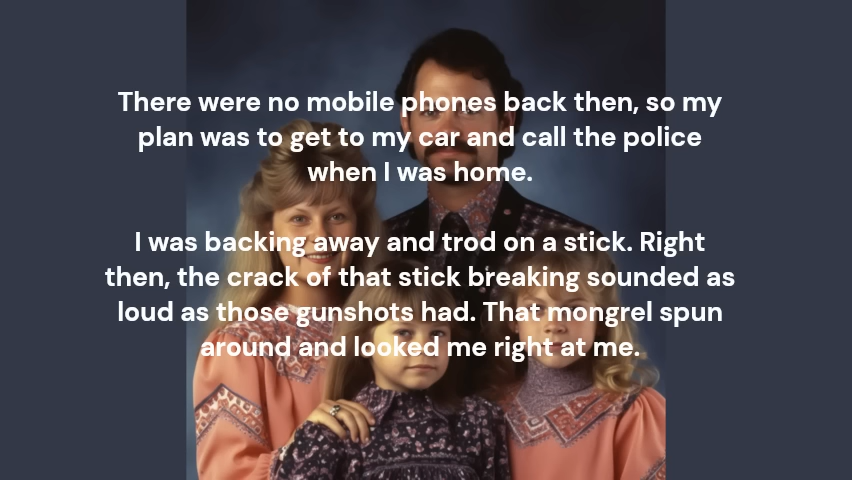 There were no mobile phones back then, so my
plan was to get to my car and call the police
when I was home.
I was backing away and trod on a stick. Right
then, the crack of that stick breaking sounded as
loud as those gunshots had. That mongrel spun
around and looked me right at me.